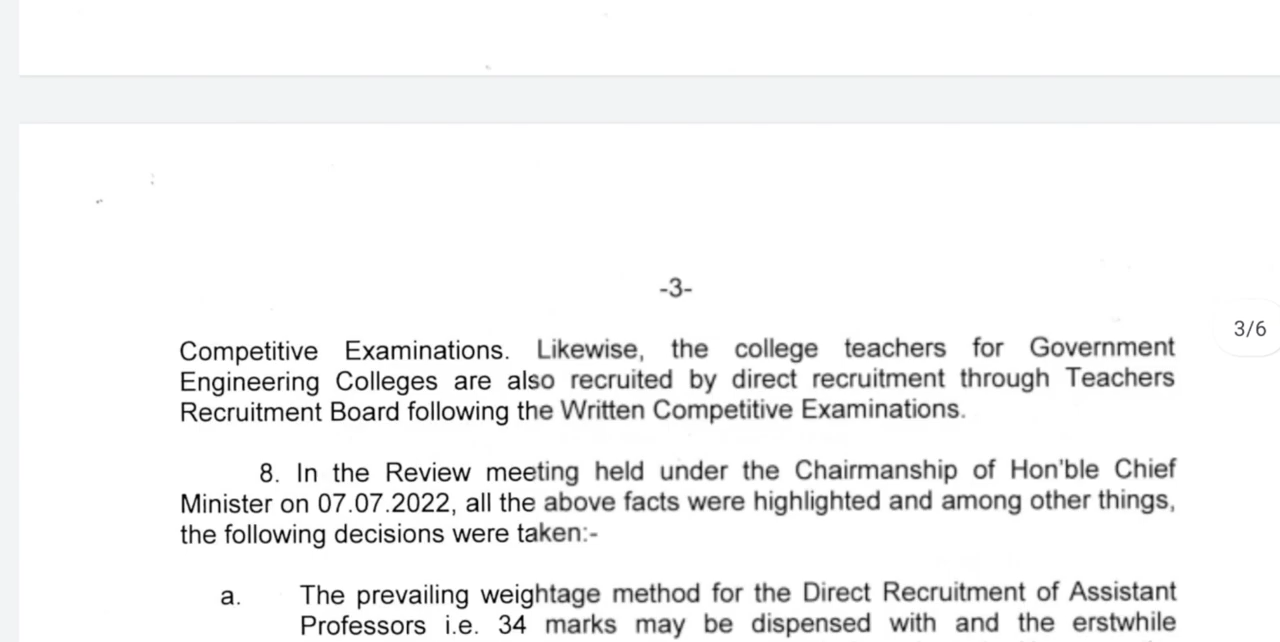 -3-
3/6
Competitive Examinations. Likewise, the college teachers for Government
Engineering Colleges are also recruited by direct recruitment through Teachers
Recruitment Board following the Written Competitive Examinations.
8. In the Review meeting held under the Chairmanship of Hon'ble Chief
Minister on 07.07.2022, all the above facts were highlighted and among other things,
the following decisions were taken:-
a. The prevailing weightage method for the Direct Recruitment of Assistant
Professors i.e. 34 marks may be dispensed with and the erstwhile